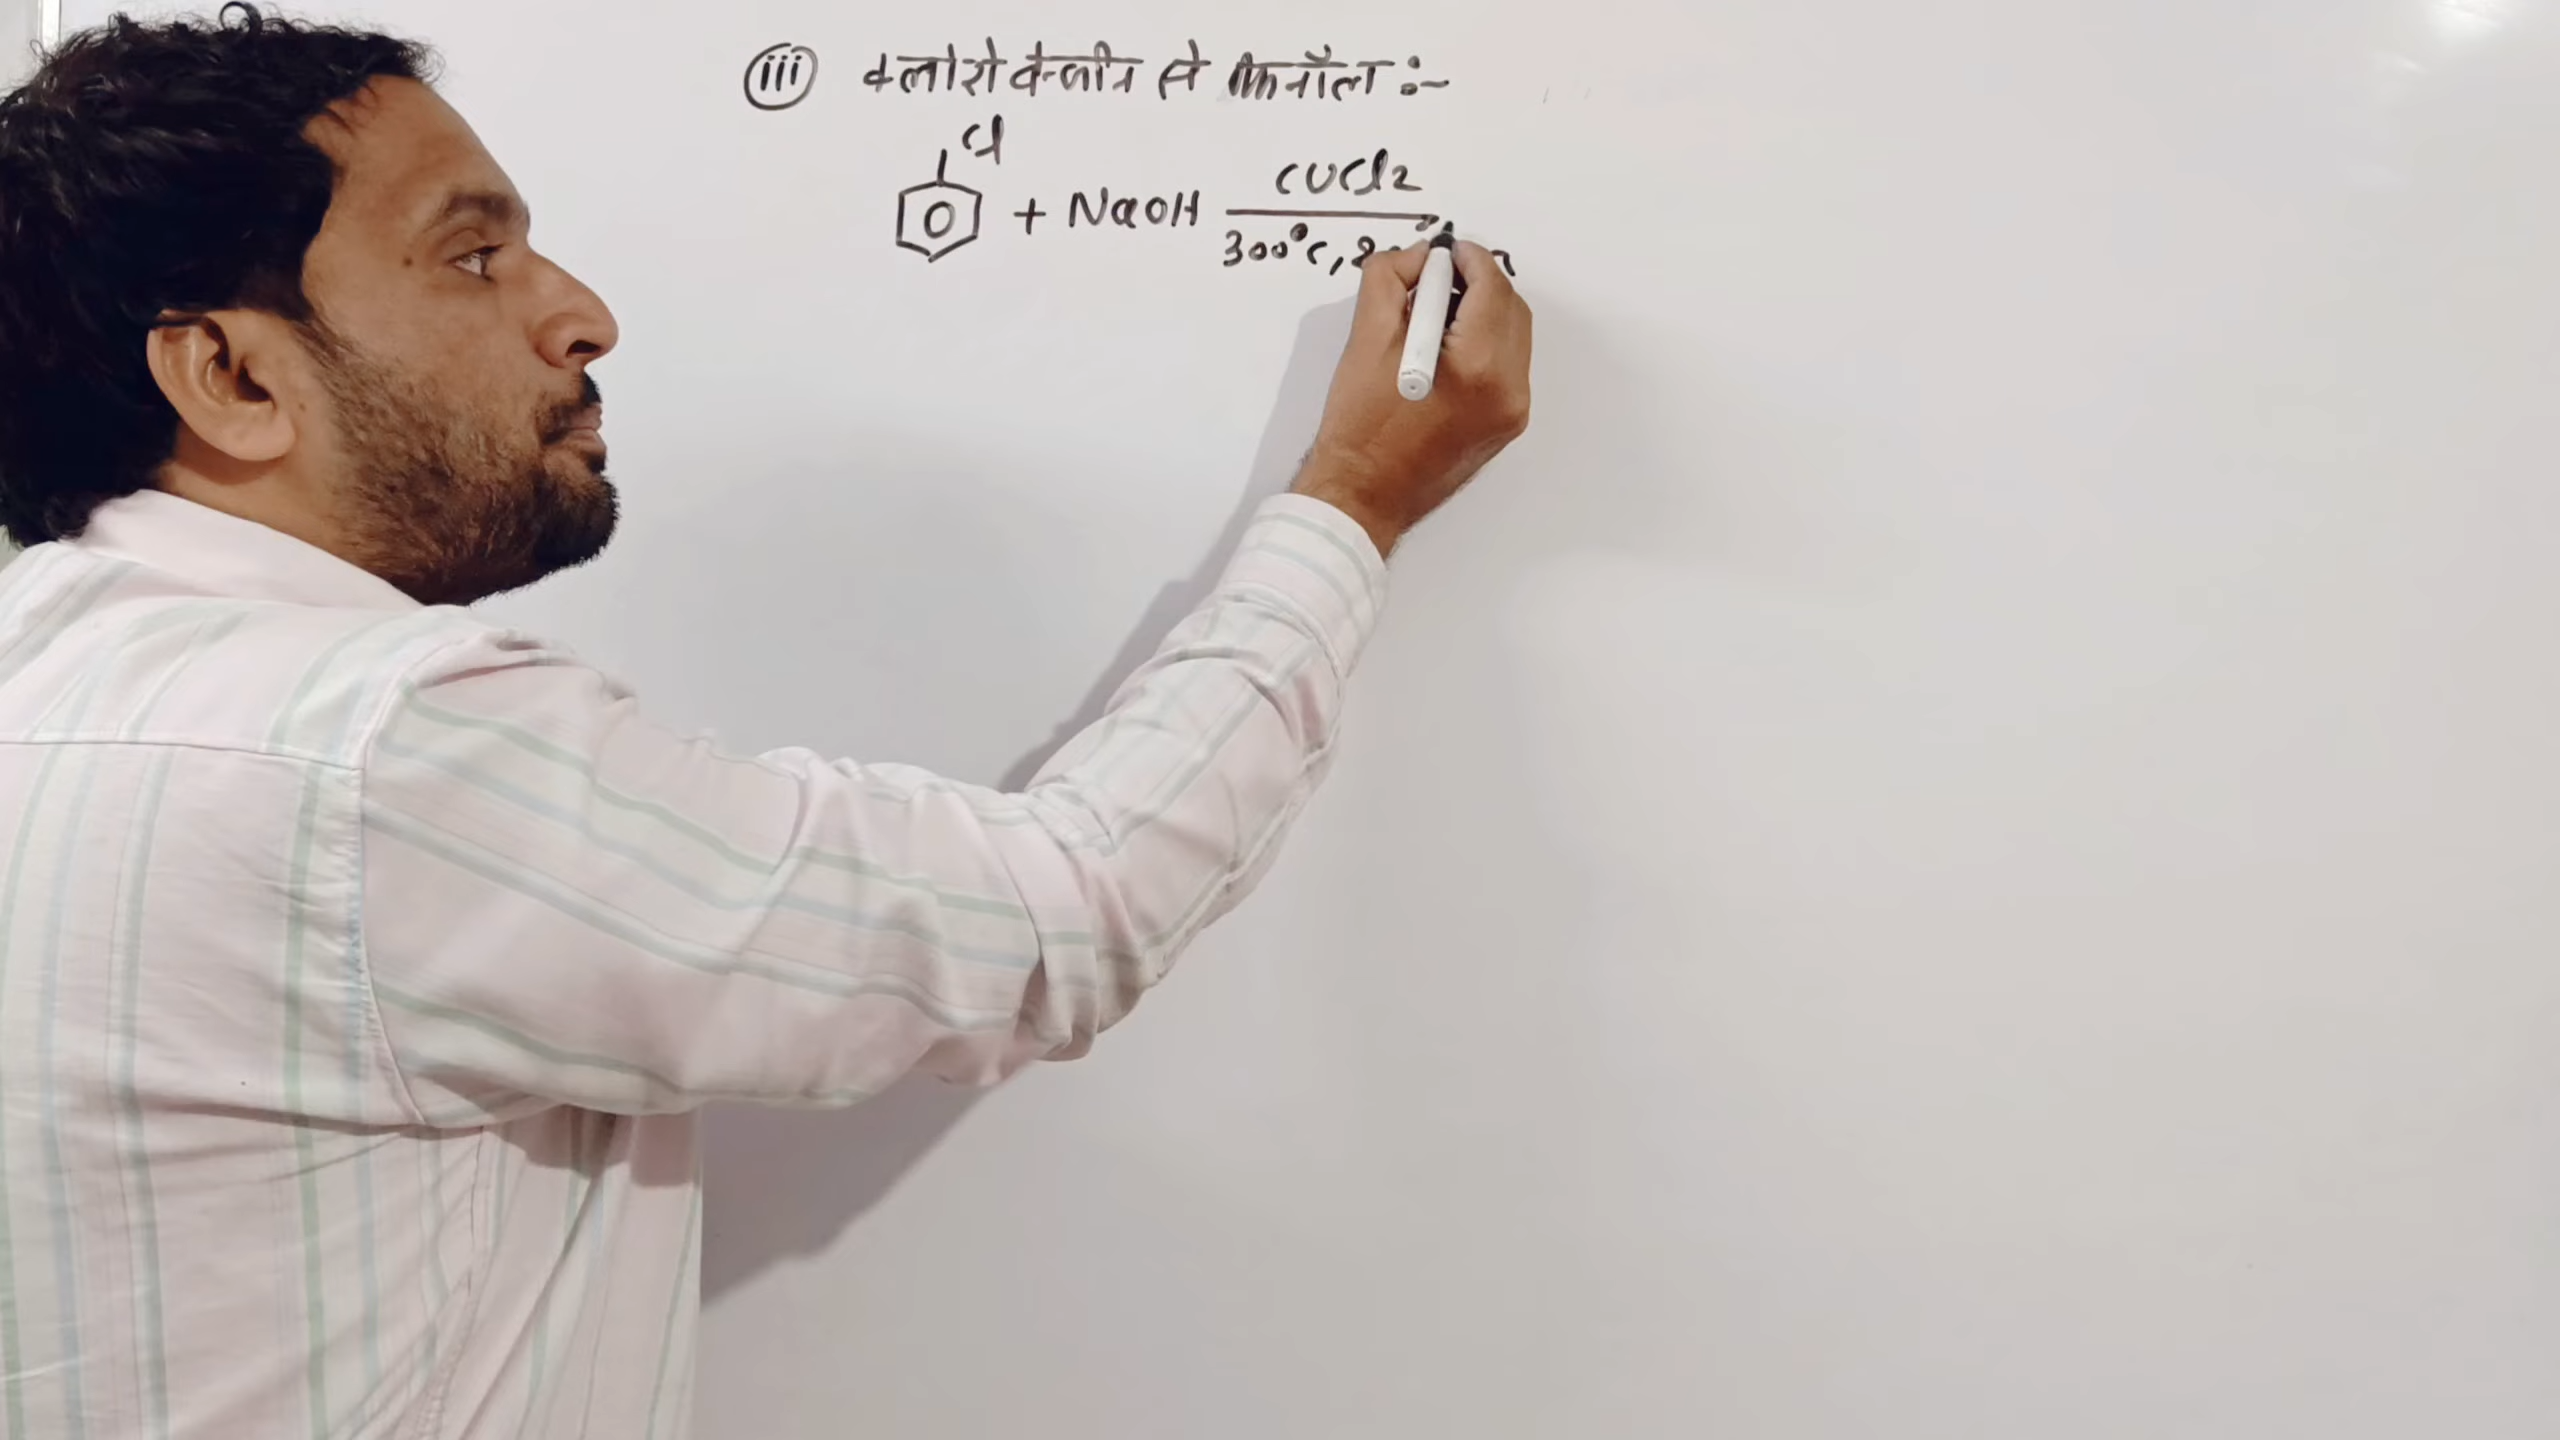 (iii) क्लोरो बेन्जीन से फिनॉल :-
Cl
+ NaOH
CUCl2
300°C,